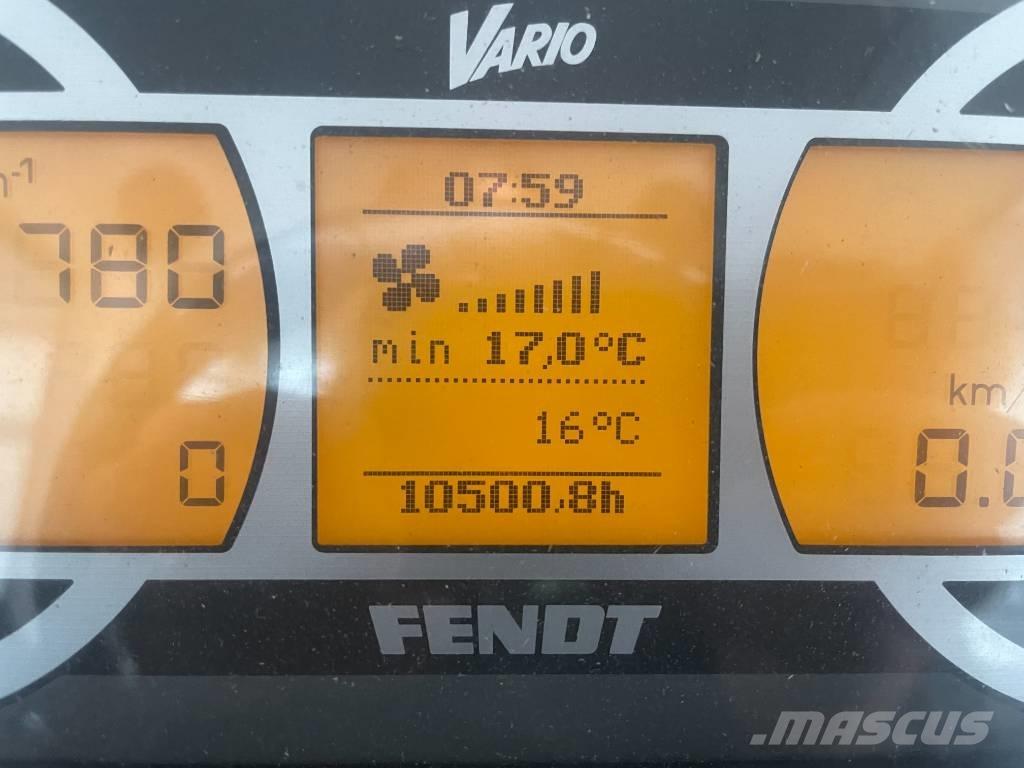 VARIO
07:59
780
min 17,0°C
16°C
km/
0
0.0
10500,8h
FENDT
MASCUS